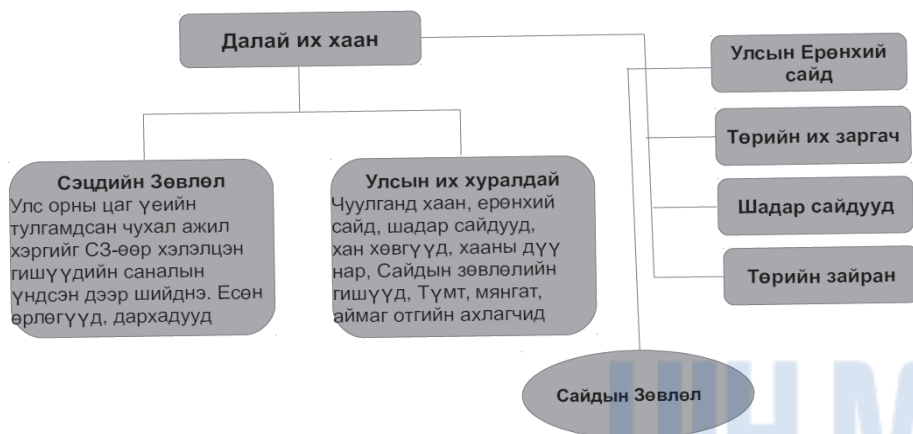 Далай их хаан
Улсын Ерөнхий
сайд
Төрийн их заргач
Шадар сайдууд
Төрийн зайран
Сэцдийн Зөвлөл
Улс орны цаг үеийн
тулгамдсан чухал ажил
хэргийг СЗ-өөр хэлэлцэн
гишүүдийн саналын
үндсэн дээр шийднэ. Есөн
өрлөгүүд, дархадууд
Улсын их хуралдай
Чуулганд хаан, ерөнхий
сайд, шадар сайдууд,
хан хөвгүүд, хааны дүү
нар, Сайдын зөвлөлийн
гишүүд, Түмт, мянгат,
аймаг отгийн ахлагчид
Сайдын Зөвлөл